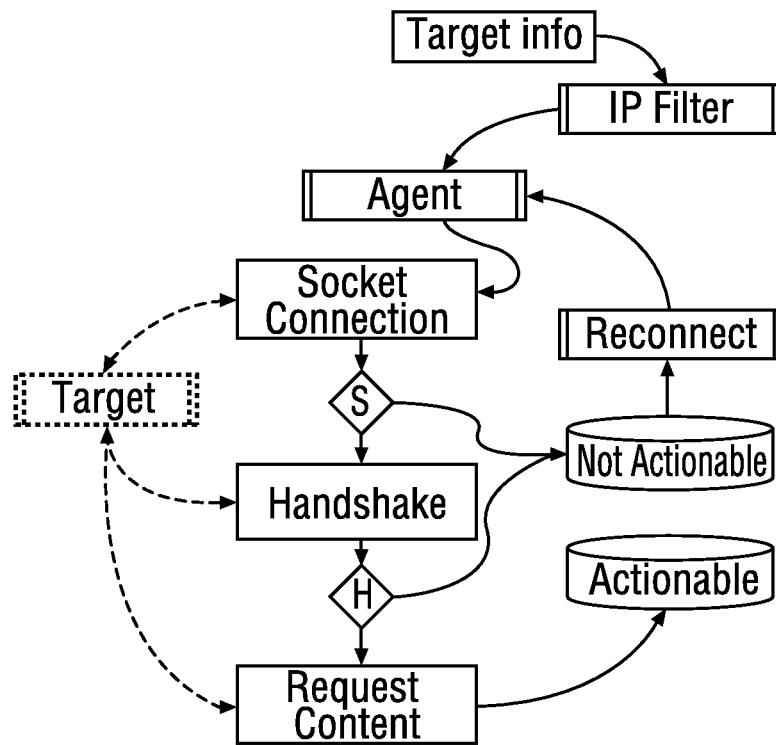 Target info
IP Filter
Agent
Socket
Connection
Reconnect
Target
S
Not Actionable
Handshake
Actionable
H
Request
Content